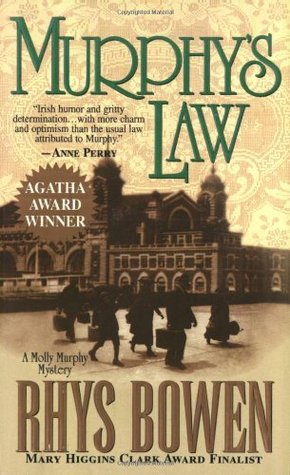 MURPHY'S
LAW
"Irish humor and gritty
determination...with more charm
and optimism than the usual law
attributed to Murphy."
—ANNE PERRY
AGATHA
AWARD
WINNER
A Molly Murphy
Mystery
RHYS BOWEN
MARY HIGGINS CLARK AWARD FINALIST